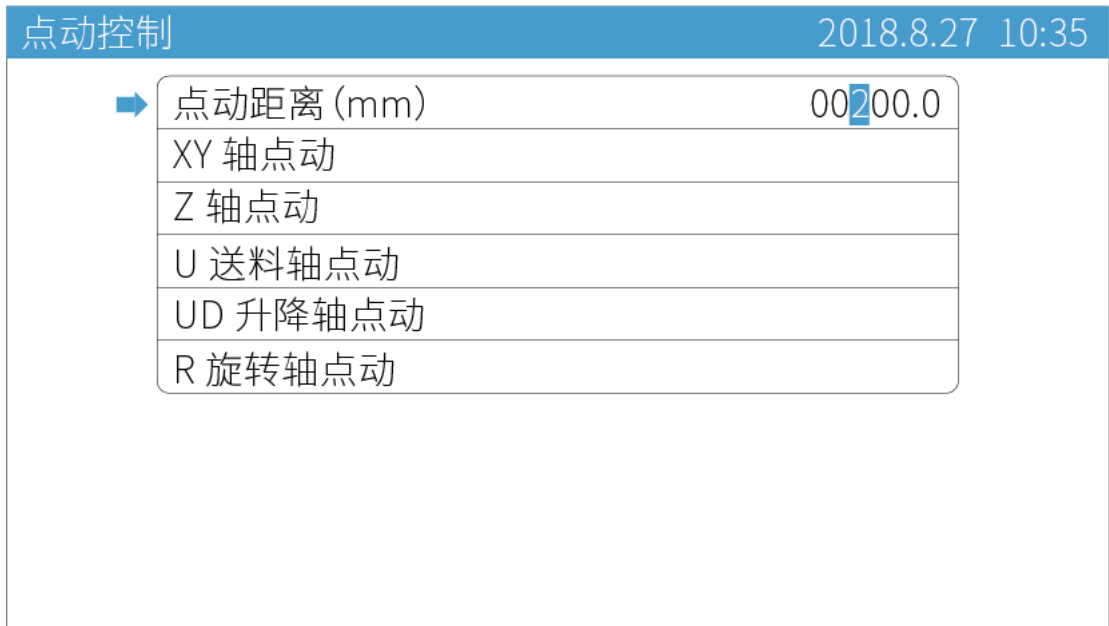 点动控制 2018.8.27 10:35
点动距离(mm) 00200.0
XY 轴点动
Z 轴点动
U 送料轴点动
UD 升降轴点动
R 旋转轴点动